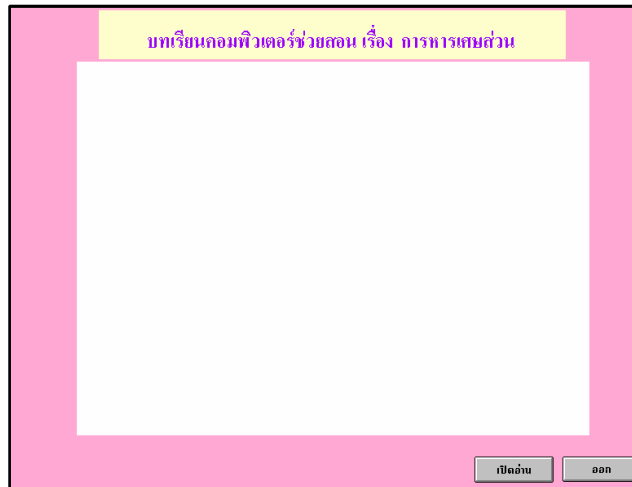 บทเรียนคอมพิวเตอร์ช่วยสอน เรื่อง การหารเศษส่วน
เปิดอ่าน
ออก